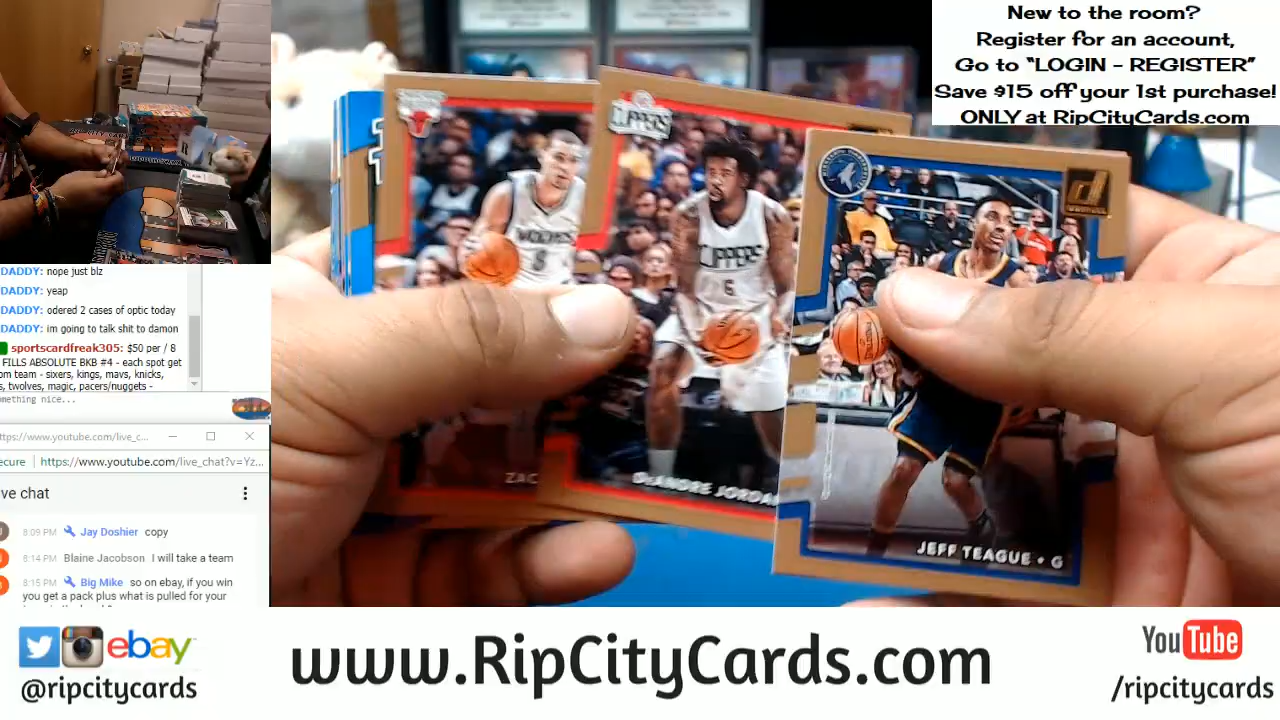 New to the room?
Register for an account,
Go to “LOGIN - REGISTER”
Save $15 off your 1st purchase!
ONLY at RipCityCards.com
CLIPPERS
WOLVES
8
CLIPPERS
6
ZAC
DeANDRE JORDAN
JEFF TEAGUE • G
DADDY: nope just blz
DADDY: yeap
DADDY: odered 2 cases of optic today
DADDY: im going to talk shit to damon
sportscardfreak305: $50 per / 8
FILLS ABSOLUTE BKB #4 - each spot get
om team - sixers, kings, mavs, knicks,
s, twolves, magic, pacers/nuggets -
omething nice...
ttps://www.youtube.com/live_c...
ecure | https://www.youtube.com/live_chat?v=Yz...
ve chat
8:09 PM Jay Doshier copy
8:14 PM Blaine Jacobson I will take a team
8:15 PM Big Mike so on ebay, if you win
you get a pack plus what is pulled for your
ebay
@ripcitycards
www.RipCityCards.com
YouTube
/ripcitycards